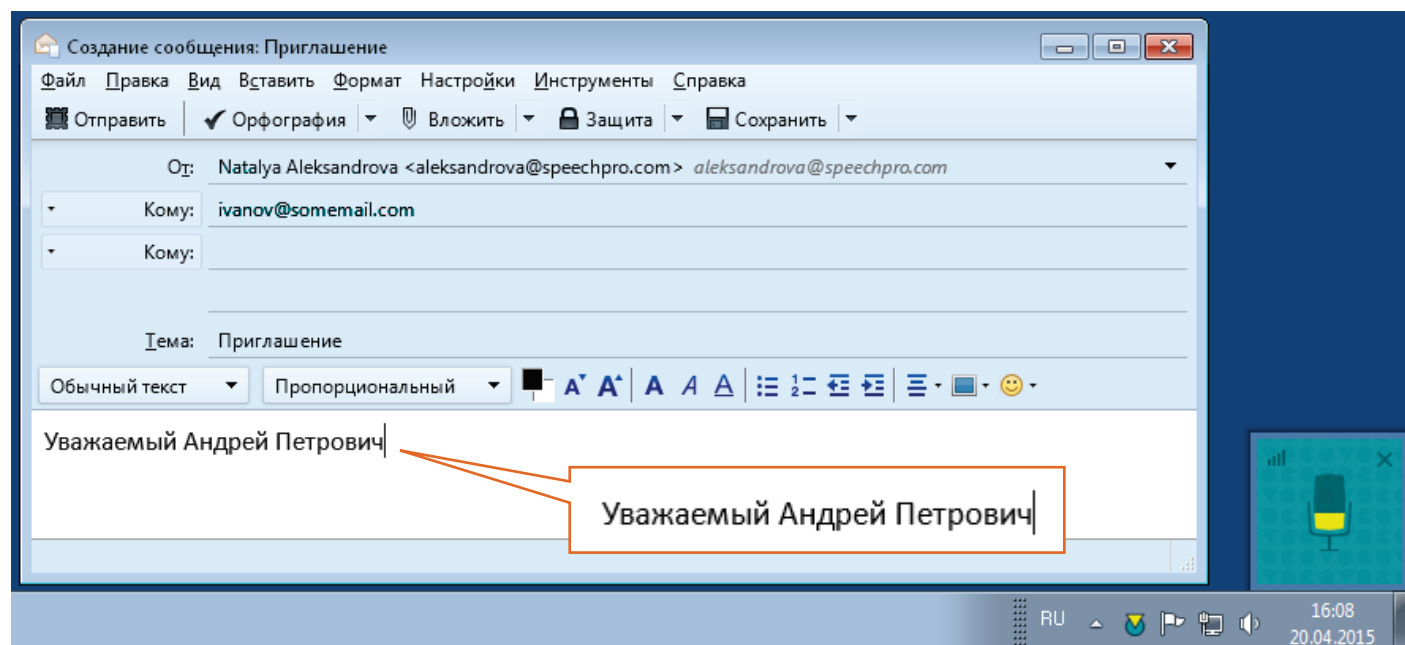 Создание сообщения: Приглашение
Файл Правка Вид Вставить Формат Настройки Инструменты Справка
Отправить Орфография Вложить Защита Сохранить
От: Natalya Aleksandrova <aleksandrova@speechpro.com> aleksandrova@speechpro.com
Кому: ivanov@somemail.com
Кому:
Тема: Приглашение
Обычный текст Пропорциональный
Уважаемый Андрей Петрович
Уважаемый Андрей Петрович
RU 16:08
20.04.2015